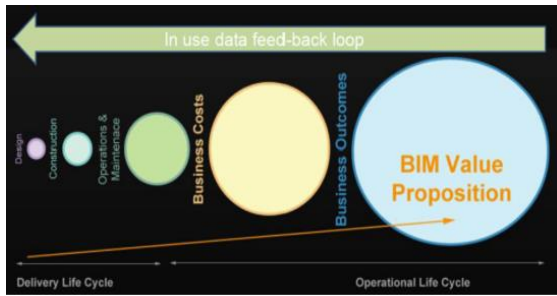 In use data feed-back loop
Design
Construction
Operations &
Maintenace
Business Costs
Business Outcomes
BIM Value
Proposition
Delivery Life Cycle
Operational Life Cycle